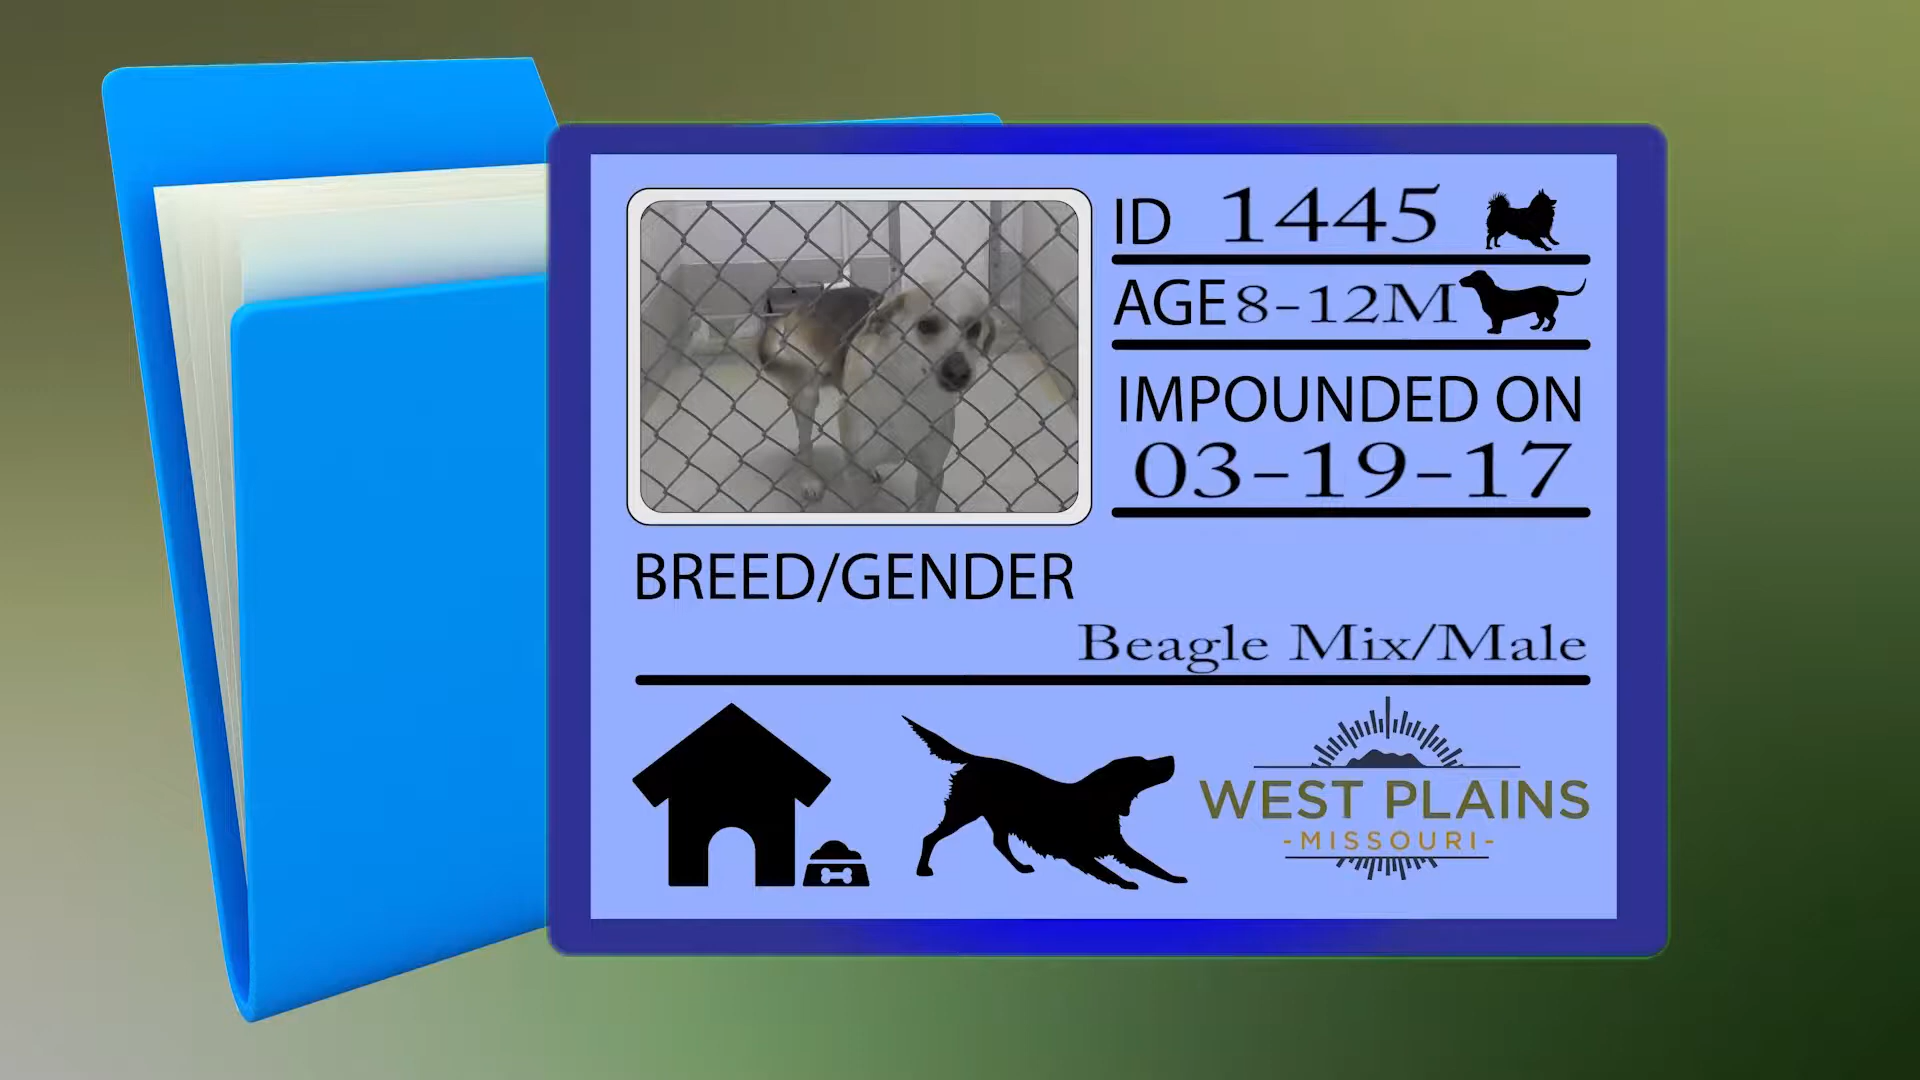 ID 1445
AGE 8-12M
IMPOUNDED ON
03-19-17
BREED/GENDER
Beagle Mix/Male
WEST PLAINS
-MISSOURI-